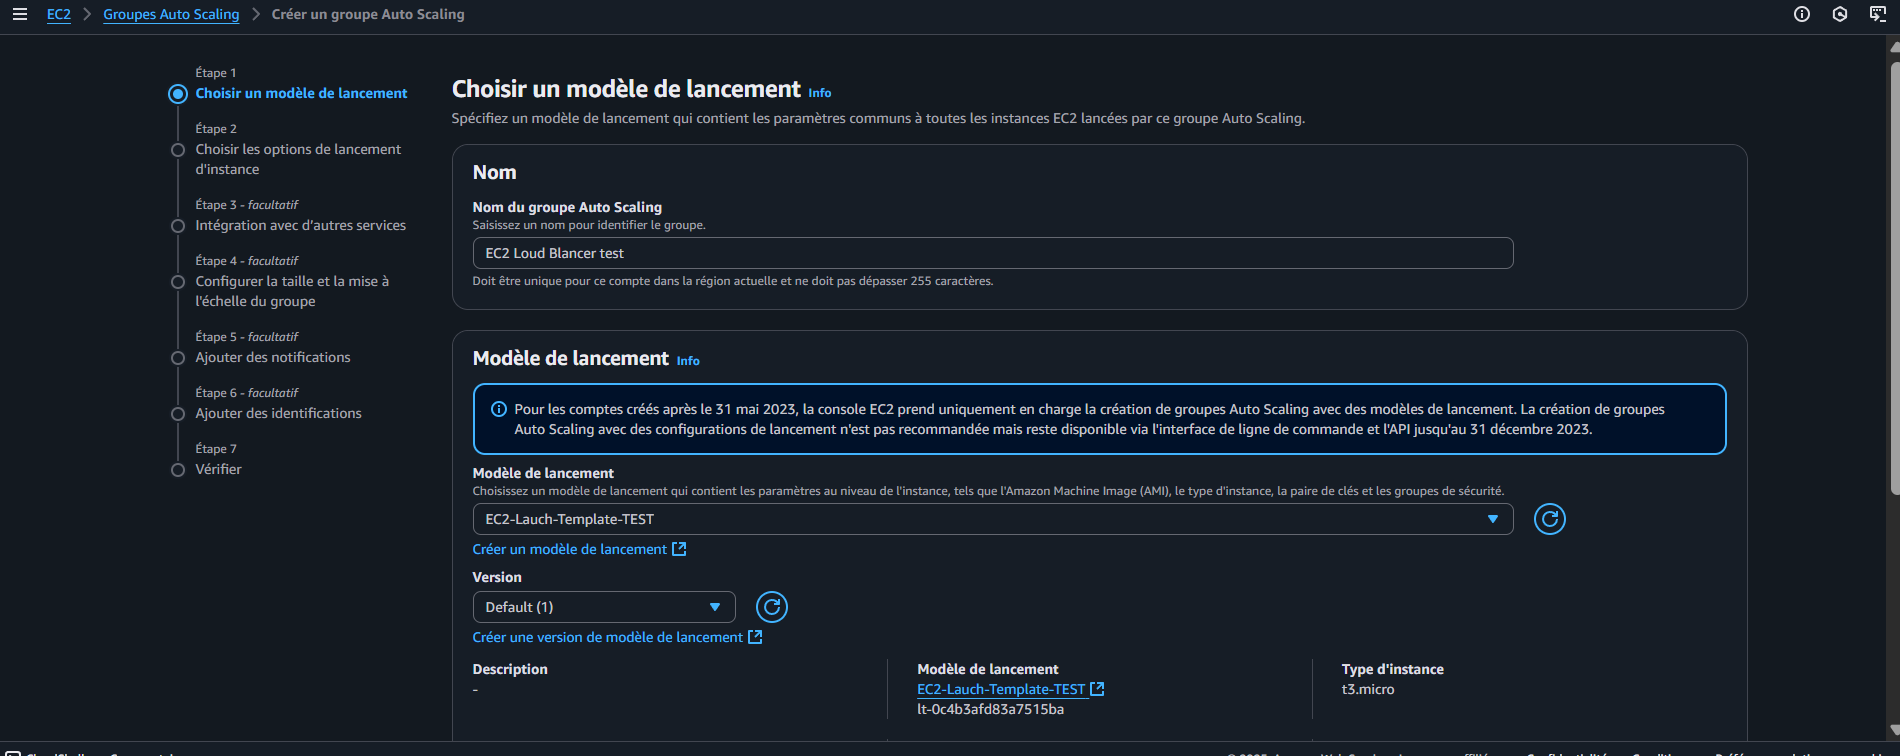 EC2 > Groupes Auto Scaling > Créer un groupe Auto Scaling
Étape 1
Choisir un modèle de lancement
Étape 2
Choisir les options de lancement
d'instance
Étape 3 - facultatif
Intégration avec d'autres services
Étape 4 - facultatif
Configurer la taille et la mise à
l'échelle du groupe
Étape 5 - facultatif
Ajouter des notifications
Étape 6 - facultatif
Ajouter des identifications
Étape 7
Vérifier
Choisir un modèle de lancement Info
Spécifiez un modèle de lancement qui contient les paramètres communs à toutes les instances EC2 lancées par ce groupe Auto Scaling.
Nom
Nom du groupe Auto Scaling
Saisissez un nom pour identifier le groupe.
EC2 Loud Blancer test
Doit être unique pour ce compte dans la région actuelle et ne doit pas dépasser 255 caractères.
Modèle de lancement Info
Pour les comptes créés après le 31 mai 2023, la console EC2 prend uniquement en charge la création de groupes Auto Scaling avec des modèles de lancement. La création de groupes
Auto Scaling avec des configurations de lancement n'est pas recommandée mais reste disponible via l'interface de ligne de commande et l'API jusqu'au 31 décembre 2023.
Modèle de lancement
Choisissez un modèle de lancement qui contient les paramètres au niveau de l'instance, tels que l'Amazon Machine Image (AMI), le type d'instance, la paire de clés et les groupes de sécurité.
EC2-Lauch-Template-TEST
Créer un modèle de lancement
Version
Default (1)
Créer une version de modèle de lancement
Description
-
Modèle de lancement
EC2-Lauch-Template-TEST
lt-0c4b3afd83a7515ba
Type d'instance
t3.micro